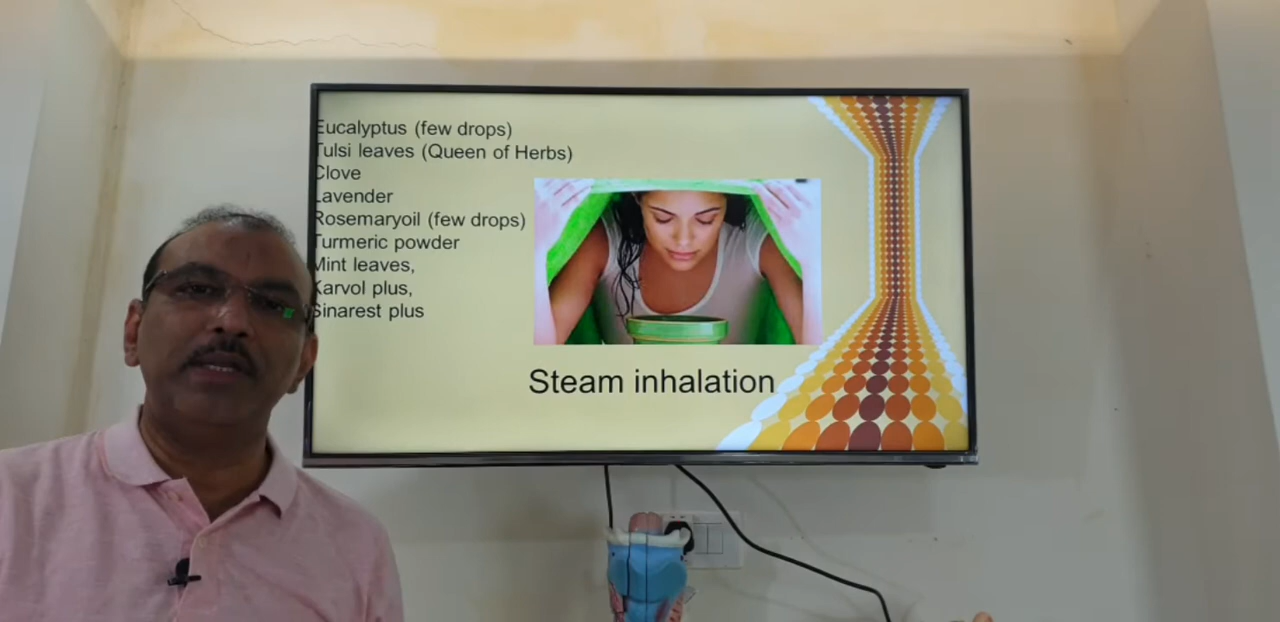 Eucalyptus (few drops)
Tulsi leaves (Queen of Herbs)
Clove
Lavender
Rosemaryoil (few drops)
Turmeric powder
Mint leaves,
Karvol plus,
Sinarest plus
Steam inhalation